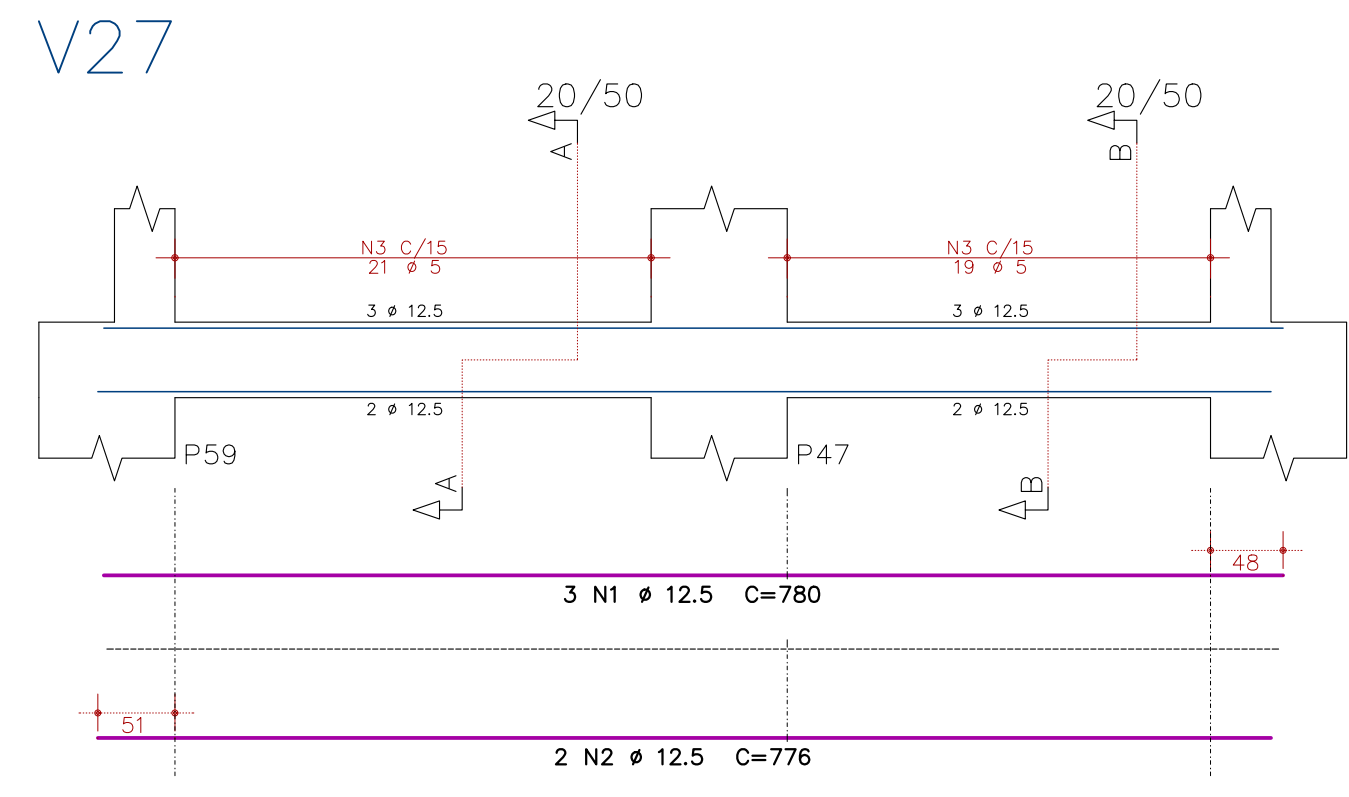 V27
20/50
20/50
A
B
N3 C/15
21 ø 5
N3 C/15
19 ø 5
3 ø 12.5
3 ø 12.5
2 ø 12.5
2 ø 12.5
P59
P47
A
B
48
3 N1 ø 12.5 C=780
51
2 N2 ø 12.5 C=776